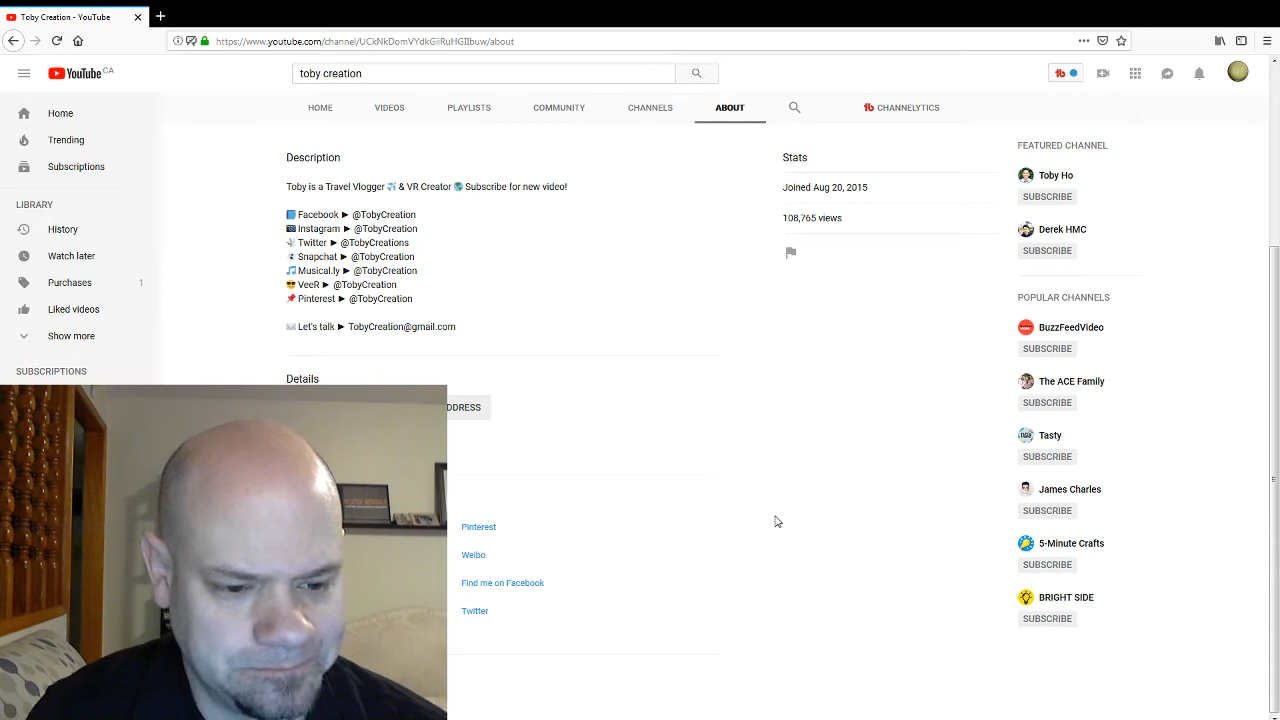 Toby Creation - YouTube
https://www.youtube.com/channel/UCkNkDomVYdkGiiRuHGIIbuw/about
YouTube CA
toby creation
HOME VIDEOS PLAYLISTS COMMUNITY CHANNELS ABOUT CHANNELYTICS
Home
Trending
Subscriptions
LIBRARY
History
Watch later
Purchases 1
Liked videos
Show more
SUBSCRIPTIONS
Description
Toby is a Travel Vlogger ✈️ & VR Creator 🌎 Subscribe for new video!
📘 Facebook ► @TobyCreation
📷 Instagram ► @TobyCreation
Twitter ► @TobyCreations
Snapchat ► @TobyCreation
🎵 Musical.ly ► @TobyCreation
😎 VeeR ► @TobyCreation
📌 Pinterest ► @TobyCreation
✉️ Let's talk ► TobyCreation@gmail.com
Details
DDRESS
Pinterest
Weibo
Find me on Facebook
Twitter
Stats
Joined Aug 20, 2015
108,765 views
FEATURED CHANNEL
Toby Ho
SUBSCRIBE
Derek HMC
SUBSCRIBE
POPULAR CHANNELS
BuzzFeedVideo
SUBSCRIBE
The ACE Family
SUBSCRIBE
Tasty
SUBSCRIBE
James Charles
SUBSCRIBE
5-Minute Crafts
SUBSCRIBE
BRIGHT SIDE
SUBSCRIBE